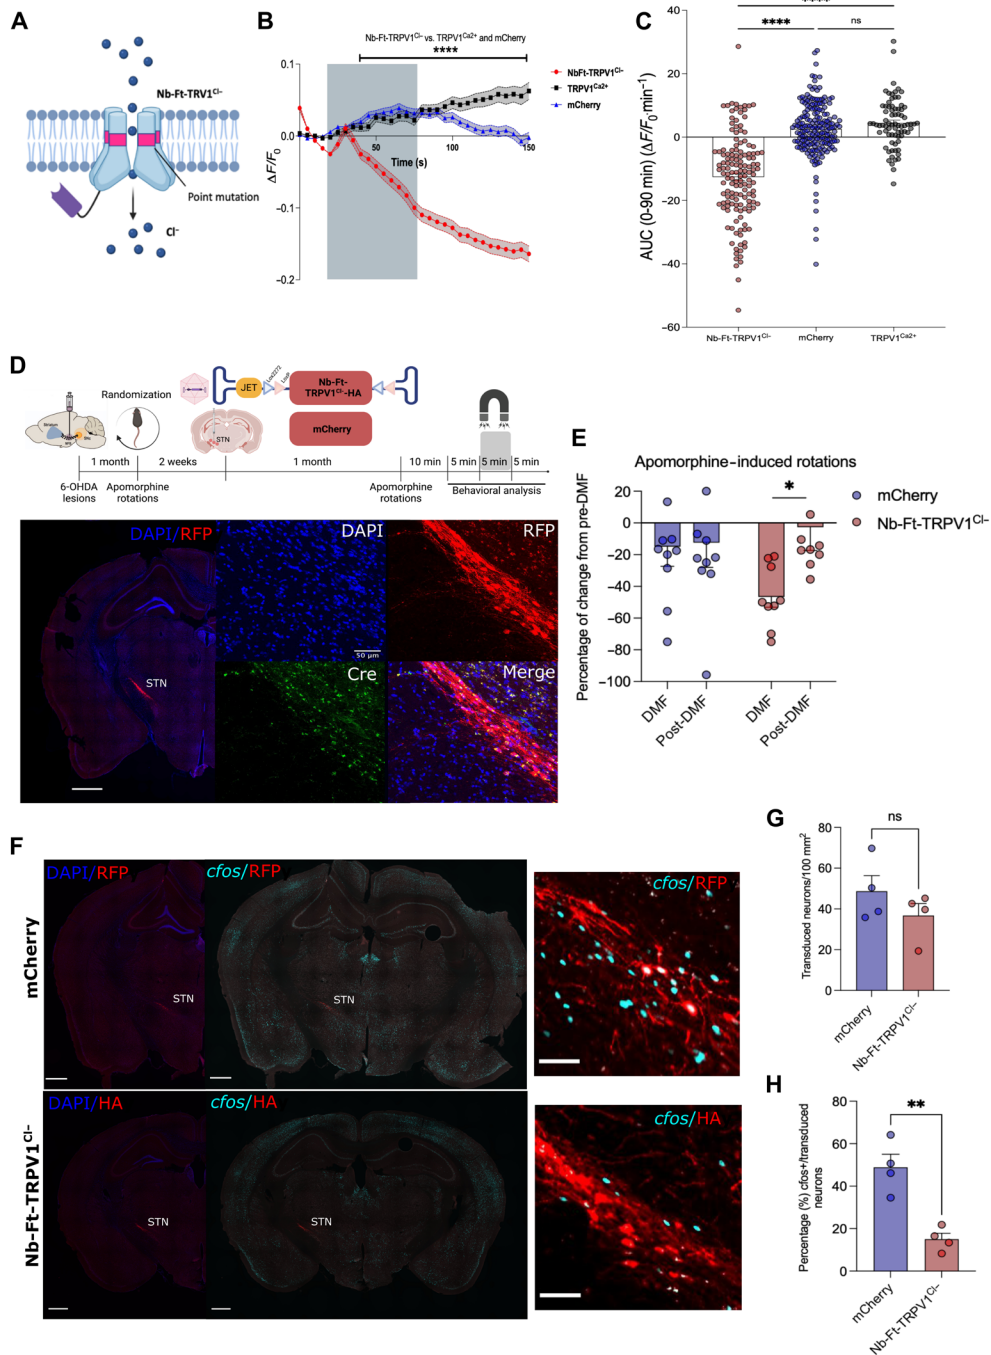 A
Nb-Ft-TRV1Cl−
Point mutation
Cl−
B
Nb-Ft-TRPV1Cl− vs. TRPV1Ca2+ and mCherry
****
0.1
0.0
−0.1
−0.2
ΔF/F0
50
100
150
Time (s)
NbFt-TRPV1Cl−
TRPV1Ca2+
mCherry
C
****
****
ns
40
20
0
−20
−40
−60
AUC (0-90 min) (ΔF/F0·min−1)
Nb-Ft-TRPV1Cl−
mCherry
TRPV1Ca2+
D
Randomization
JET
Lox2272
LoxP
Nb-Ft-
TRPV1Cl−-HA
mCherry
Striatum
STN
1 month
2 weeks
1 month
10 min
5 min
5 min
5 min
6-OHDA
lesions
Apomorphine
rotations
Apomorphine
rotations
Behavioral analysis
DAPI/RFP
STN
DAPI
50 μm
RFP
Cre
Merge
E
Apomorphine-induced rotations
20
0
−20
−40
−60
−80
−100
Percentage of change from pre-DMF
*
DMF
Post-DMF
DMF
Post-DMF
mCherry
Nb-Ft-TRPV1Cl−
F
mCherry
DAPI/RFP
STN
cfos/RFP
STN
cfos/RFP
Nb-Ft-TRPV1Cl−
DAPI/HA
STN
cfos/HA
STN
cfos/HA
G
ns
80
60
40
20
0
Transduced neurons/100 mm2
mCherry
Nb-Ft-TRPV1Cl−
H
**
80
60
40
20
0
Percentage (%) cfos+/transduced
neurons
mCherry
Nb-Ft-TRPV1Cl−